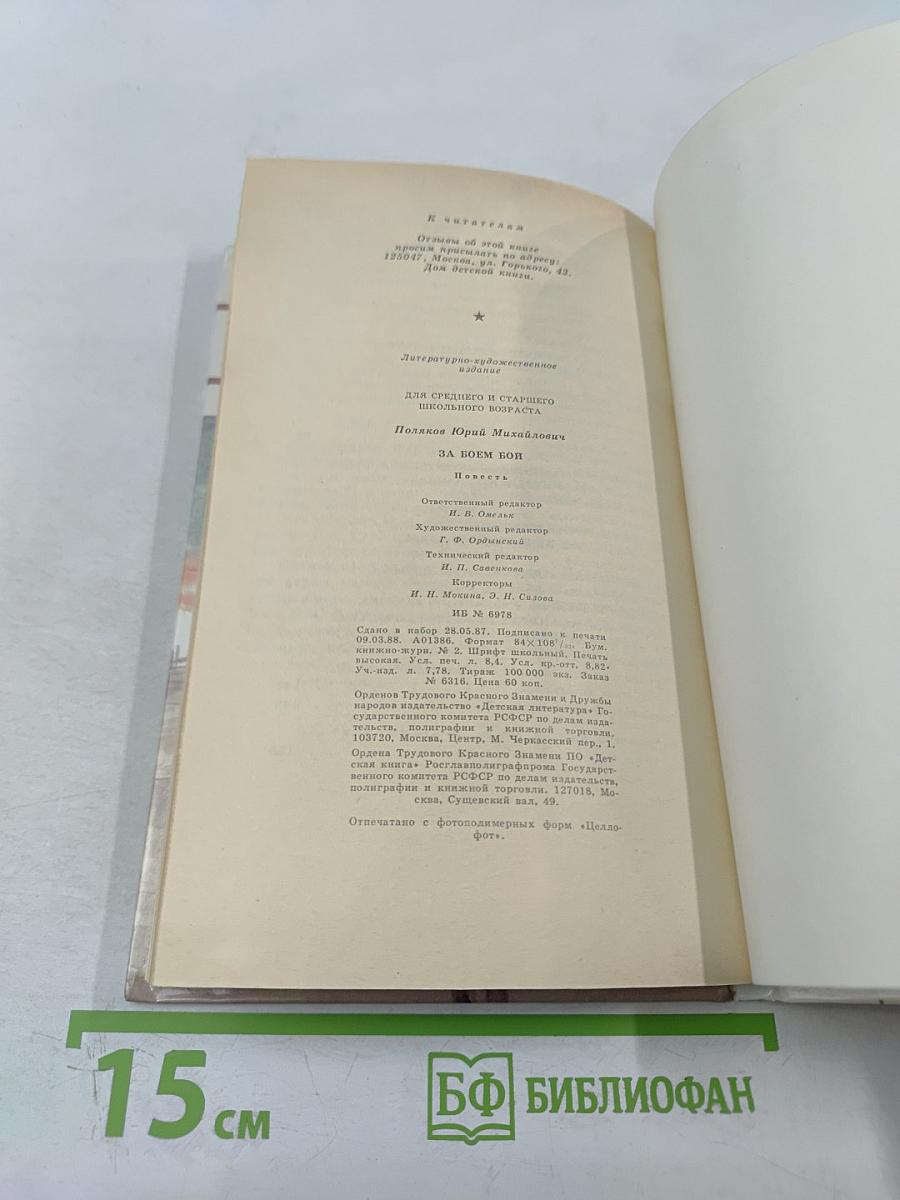 К читателям
Отзывы об этой книге
просим присылать по адресу:
125047, Москва, ул. Горького, 43.
Дом детской книги.
Литературно-художественное
издание
ДЛЯ СРЕДНЕГО И СТАРШЕГО
ШКОЛЬНОГО ВОЗРАСТА
Поляков Юрий Михайлович
ЗА БОЕМ БОЙ
Повесть
Ответственный редактор
И. В. Омельк
Художественный редактор
Г. Ф. Ордынский
Технический редактор
И. П. Савенкова
Корректоры
И. Н. Мокина, Э. Н. Сизова
ИБ № 6978
Сдано в набор 28.05.87. Подписано к печати
09.03.88. А01386. Формат 84×108¹/₃₂. Бум.
книжно-журн. № 2. Шрифт школьный. Печать
высокая. Усл. печ. л. 8,4. Усл. кр.-отт. 8,82.
Уч.-изд. л. 7,78. Тираж 100 000 экз. Заказ
№ 6316. Цена 60 коп.
Орденов Трудового Красного Знамени и Дружбы
народов издательство «Детская литература» Го-
сударственного комитета РСФСР по делам изда-
тельств, полиграфии и книжной торговли.
103720, Москва, Центр, М. Черкасский пер., 1.
Ордена Трудового Красного Знамени ПО «Дет-
ская книга» Росглавполиграфпрома Государст-
венного комитета РСФСР по делам издательств,
полиграфии и книжной торговли. 127018, Мо-
сква, Сущевский вал, 49.
Отпечатано с фотополимерных форм «Целло-
фот».
15 см
БФ БИБЛИОФАН